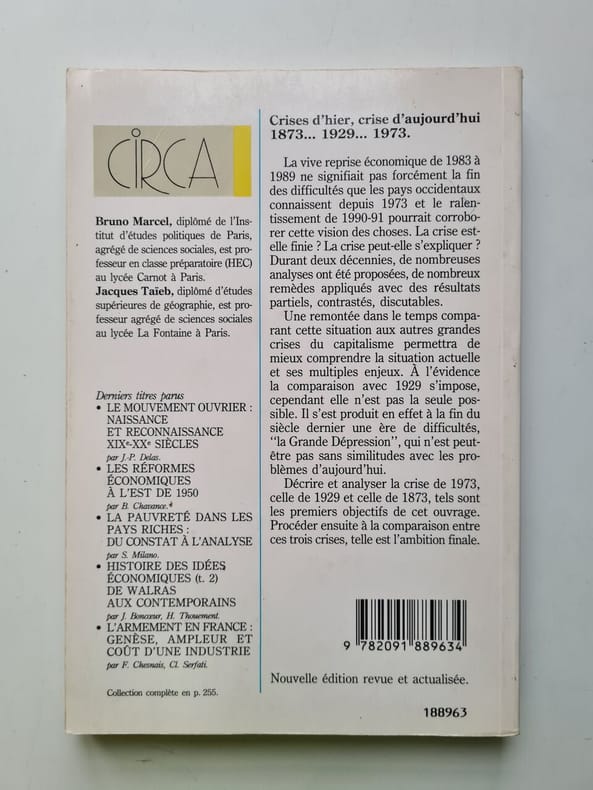 CIRCA
Bruno Marcel, diplômé de l'Ins-
titut d'études politiques de Paris,
agrégé de sciences sociales, est pro-
fesseur en classe préparatoire (HEC)
au lycée Carnot à Paris.
Jacques Taïeb, diplômé d'études
supérieures de géographie, est pro-
fesseur agrégé de sciences sociales
au lycée La Fontaine à Paris.
Derniers titres parus
• LE MOUVEMENT OUVRIER :
NAISSANCE
ET RECONNAISSANCE
XIXe-XXe SIÈCLES
par J.-P. Delas.
• LES RÉFORMES
ÉCONOMIQUES
À L'EST DE 1950
par B. Chavance.
• LA PAUVRETÉ DANS LES
PAYS RICHES :
DU CONSTAT À L'ANALYSE
par S. Milano.
• HISTOIRE DES IDÉES
ÉCONOMIQUES (t. 2)
DE WALRAS
AUX CONTEMPORAINS
par J. Boncœur, H. Thouement.
• L'ARMEMENT EN FRANCE :
GENÈSE, AMPLEUR ET
COÛT D'UNE INDUSTRIE
par F. Chesnais, Cl. Serfati.
Collection complète en p. 255.
Crises d'hier, crise d'aujourd'hui
1873... 1929... 1973.
La vive reprise économique de 1983 à
1989 ne signifiait pas forcément la fin
des difficultés que les pays occidentaux
connaissent depuis 1973 et le ralen-
tissement de 1990-91 pourrait corrobo-
rer cette vision des choses. La crise est-
elle finie ? La crise peut-elle s'expliquer ?
Durant deux décennies, de nombreuses
analyses ont été proposées, de nombreux
remèdes appliqués avec des résultats
partiels, contrastés, discutables.
Une remontée dans le temps compa-
rant cette situation aux autres grandes
crises du capitalisme permettra de
mieux comprendre la situation actuelle
et ses multiples enjeux. À l'évidence
la comparaison avec 1929 s'impose,
cependant elle n'est pas la seule pos-
sible. Il s'est produit en effet à la fin du
siècle dernier une ère de difficultés,
"la Grande Dépression", qui n'est peut-
être pas sans similitudes avec les pro-
blèmes d'aujourd'hui.
Décrire et analyser la crise de 1973,
celle de 1929 et celle de 1873, tels sont
les premiers objectifs de cet ouvrage.
Procéder ensuite à la comparaison entre
ces trois crises, telle est l'ambition finale.
9 782091 889634
Nouvelle édition revue et actualisée.
188963